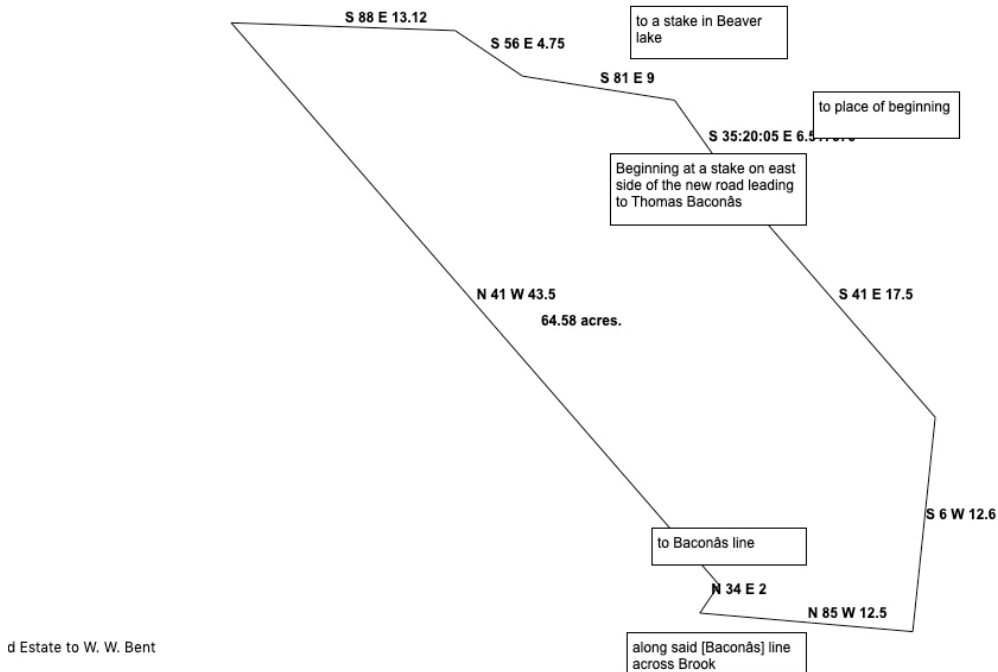 S 88 E 13.12
to a stake in Beaver
lake
S 56 E 4.75
S 81 E 9
to place of beginning
S 35:20:05 E
Beginning at a stake on east
side of the new road leading
to Thomas Baconâs
N 41 W 43.5
S 41 E 17.5
64.58 acres.
S 6 W 12.6
to Baconâs line
N 34 E 2
N 85 W 12.5
along said [Baconâs] line
across Brook
d Estate to W. W. Bent